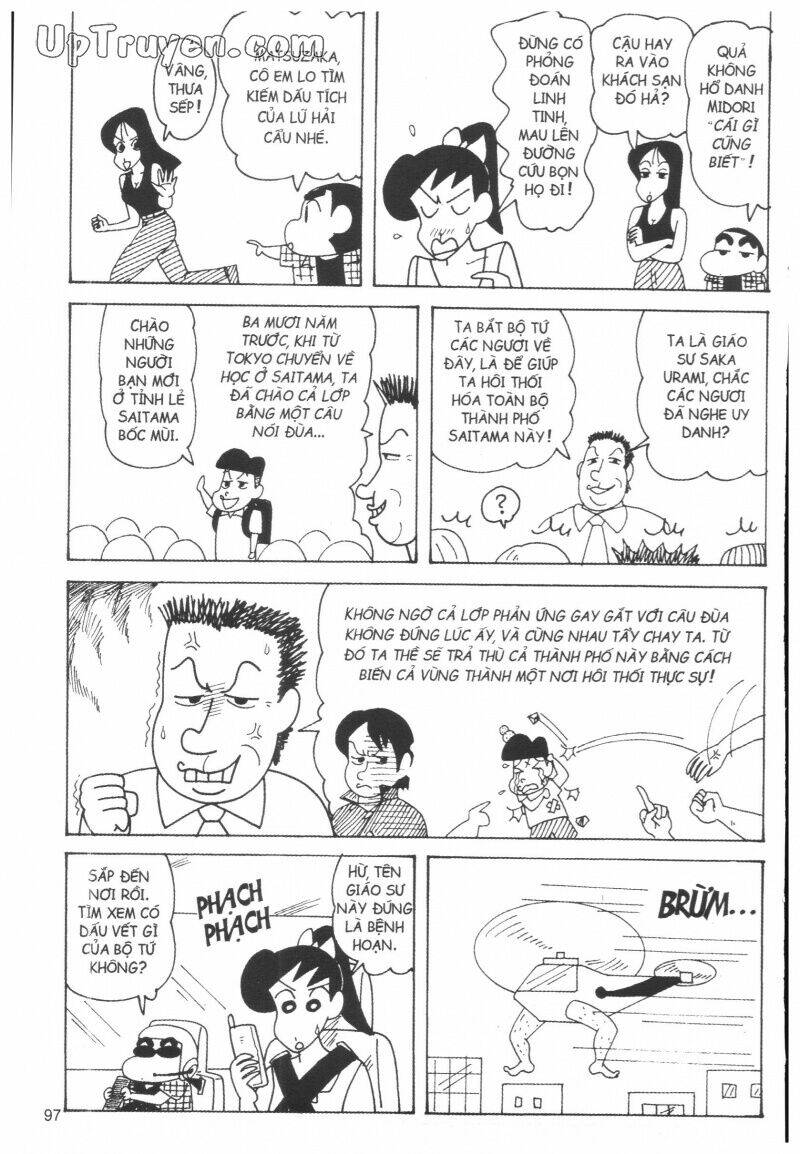 UpTruyen.com
MATSUZAKA,
CÔ EM LO TÌM
KIẾM DẤU TÍCH
CỦA LŨ HẢI
CẨU NHÉ.
VÂNG,
THƯA
SẾP!
QUẢ
KHÔNG
HỔ DANH
MIDORI
"CÁI GÌ
CŨNG
BIẾT"!
CẬU HAY
RA VÀO
KHÁCH SẠN
ĐÓ HẢ?
ĐỪNG CÓ
PHỎNG
ĐOÁN
LINH
TINH,
MAU LÊN
ĐƯỜNG
CỨU BỌN
HỌ ĐI!
BA MƯƠI NĂM
TRƯỚC, KHI TỪ
TOKYO CHUYỂN VỀ
HỌC Ở SAITAMA, TA
ĐÃ CHÀO CẢ LỚP
BẰNG MỘT CÂU
NÓI ĐÙA...
CHÀO
NHỮNG
NGƯỜI
BẠN MỚI
Ở TỈNH LẺ
SAITAMA
BỐC MÙI.
TA LÀ GIÁO
SƯ SAKA
URAMI, CHẮC
CÁC NGƯƠI
ĐÃ NGHE UY
DANH?
TA BẮT BỘ TỨ
CÁC NGƯƠI VỀ
ĐÂY, LÀ ĐỂ GIÚP
TA HÔI THỐI
HÓA TOÀN BỘ
THÀNH PHỐ
SAITAMA NÀY!
?
KHÔNG NGỜ CẢ LỚP PHẢN ỨNG GAY GẮT VỚI CÂU ĐÙA
KHÔNG ĐÚNG LÚC ẤY, VÀ CÙNG NHAU TẨY CHAY TA. TỪ
ĐÓ TA THỀ SẼ TRẢ THÙ CẢ THÀNH PHỐ NÀY BẰNG CÁCH
BIẾN CẢ VÙNG THÀNH MỘT NƠI HÔI THỐI THỰC SỰ!
HỪ, TÊN
GIÁO SƯ
NÀY ĐÚNG
LÀ BỆNH
HOẠN.
PHẠCH
PHẠCH
SẮP ĐẾN
NƠI RỒI.
TÌM XEM CÓ
DẤU VẾT GÌ
CỦA BỘ TỨ
KHÔNG?
BRỪM...
97